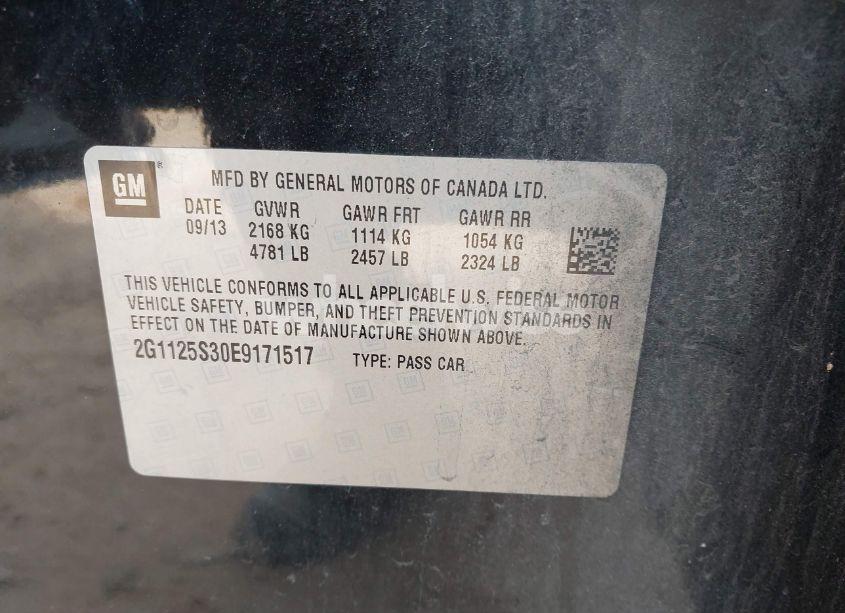 GM ® MFD BY GENERAL MOTORS OF CANADA LTD.
DATE GVWR GAWR FRT GAWR RR
09/13 2168 KG 1114 KG 1054 KG
4781 LB 2457 LB 2324 LB
THIS VEHICLE CONFORMS TO ALL APPLICABLE U.S. FEDERAL MOTOR
VEHICLE SAFETY, BUMPER, AND THEFT PREVENTION STANDARDS IN
EFFECT ON THE DATE OF MANUFACTURE SHOWN ABOVE.
2G1125S30E9171517 TYPE: PASS CAR